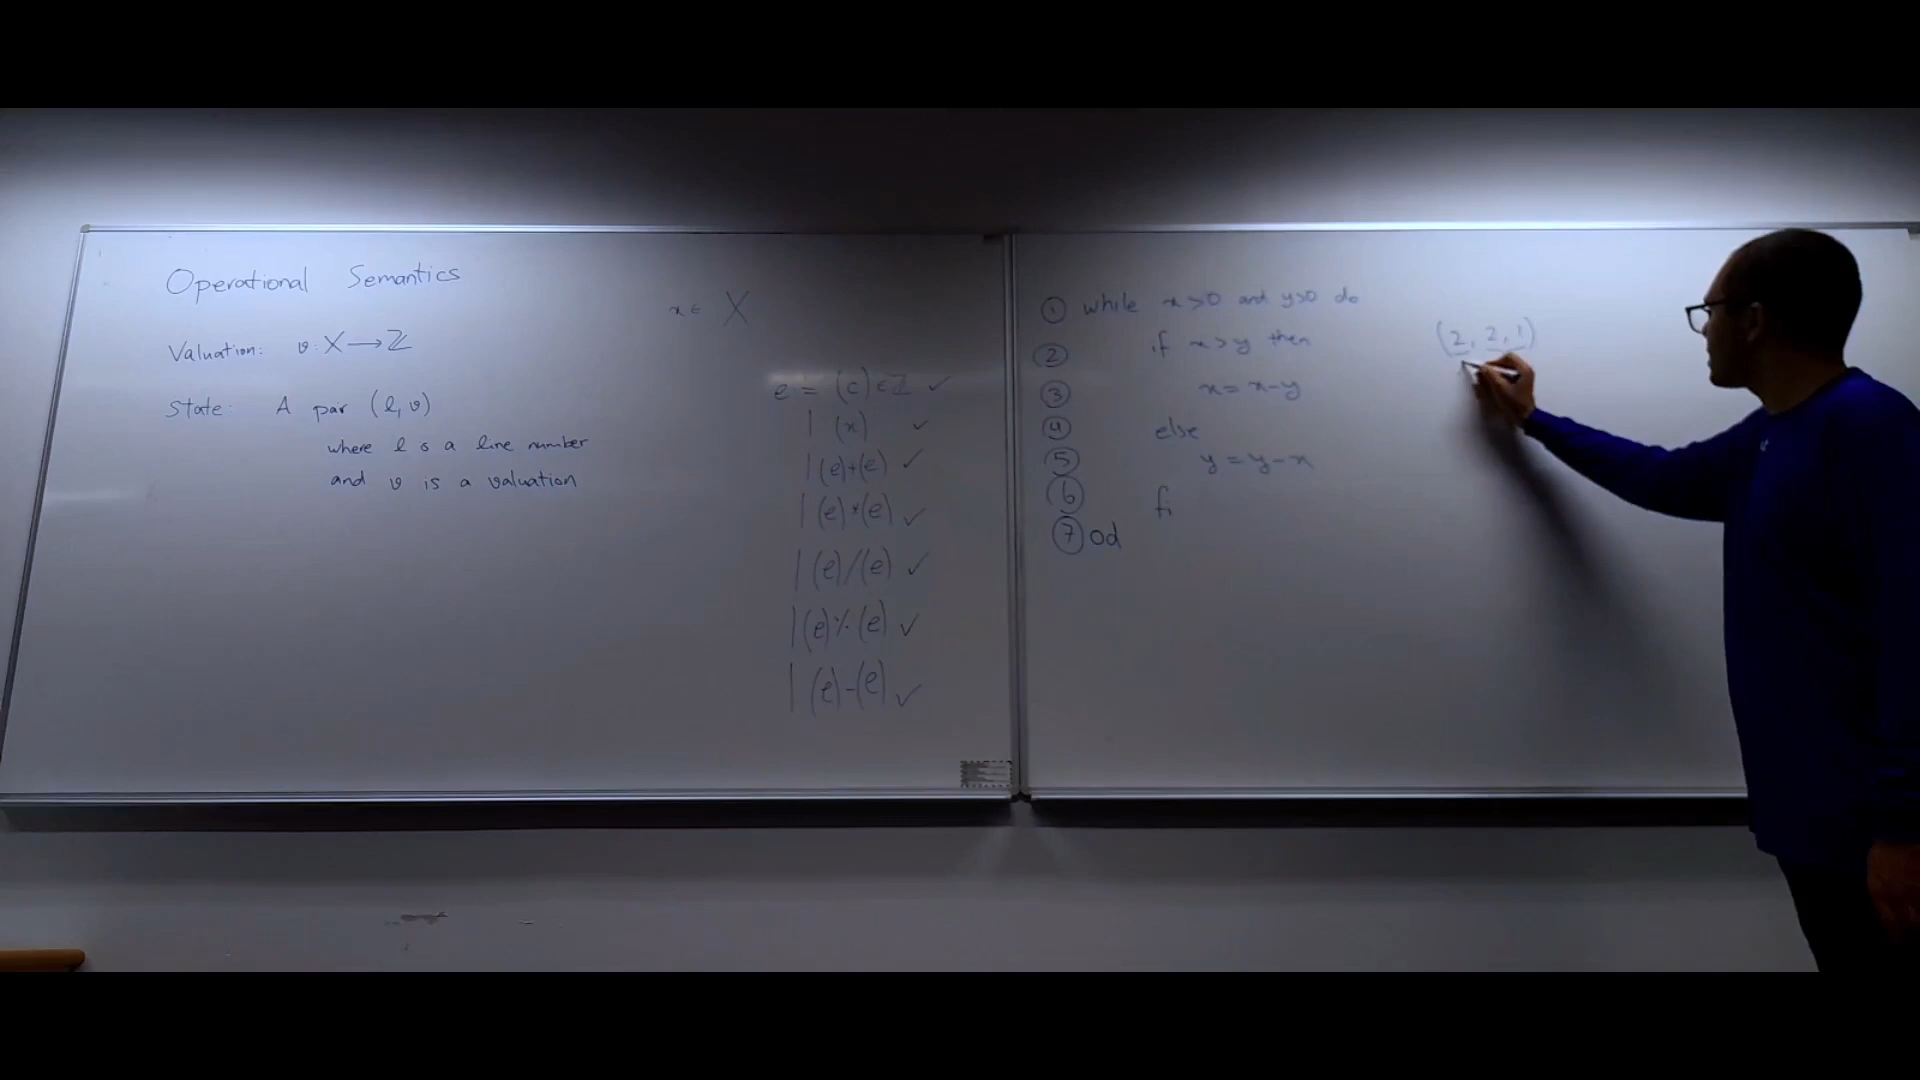 Operational Semantics
Valuation: v: X → ℤ
State: A par (l, v)
where l is a line number
and v is a valuation
x ∈ X
e := (c) ∈ ℤ ✓
| (x) ✓
| (e)+(e) ✓
| (e)*(e) ✓
| (e)/(e) ✓
| (e)%(e) ✓
| (e)-(e) ✓
① while x>0 and y>0 do
② if x>y then
③ x = x-y
④ else
⑤ y = y-x
⑥ fi
⑦ od
(2, 2, 1)